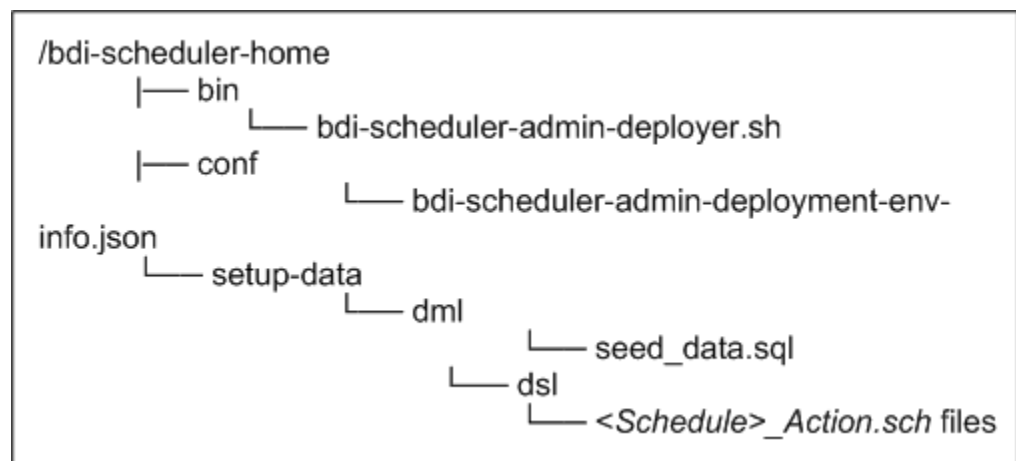 /bdi-scheduler-home
|── bin
└── bdi-scheduler-admin-deployer.sh
|── conf
└── bdi-scheduler-admin-deployment-env-
info.json
└── setup-data
└── dml
└── seed_data.sql
└── dsl
└── <Schedule>_Action.sch files